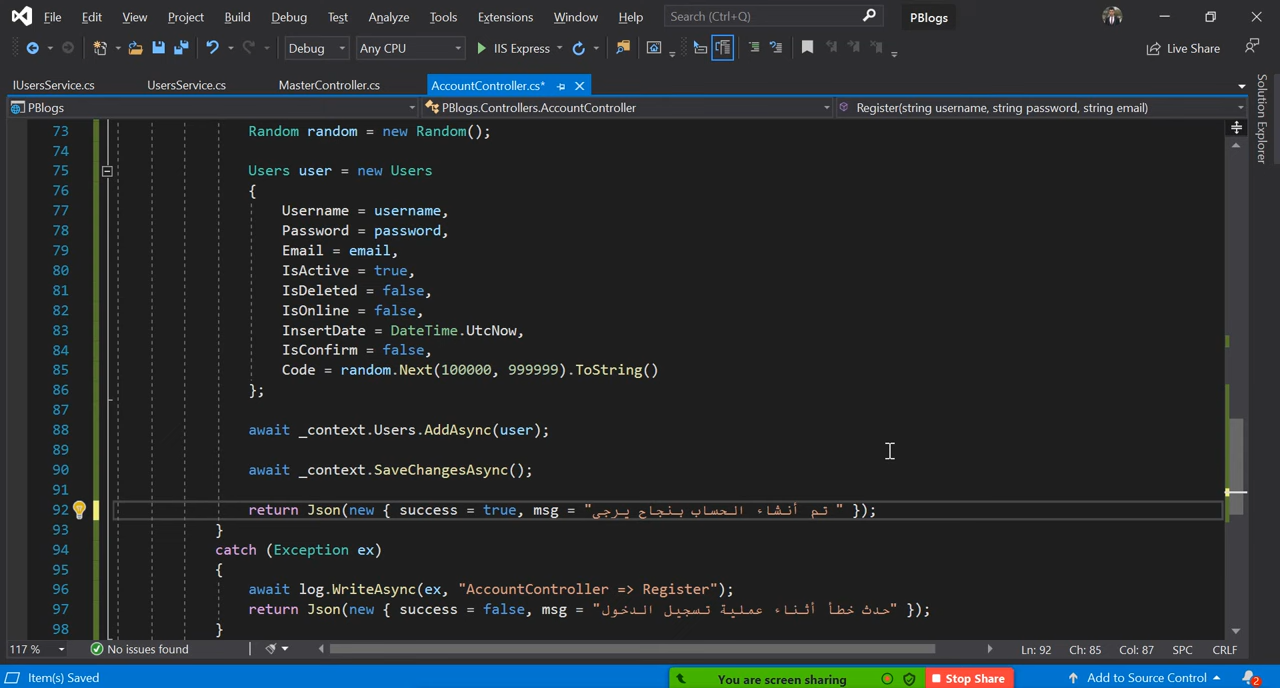 File Edit View Project Build Debug Test Analyze Tools Extensions Window Help Search (Ctrl+Q) PBlogs
Debug Any CPU IIS Express Live Share
IUsersService.cs UsersService.cs MasterController.cs AccountController.cs*
PBlogs PBlogs.Controllers.AccountController Register(string username, string password, string email)
Solution Explorer
73 Random random = new Random();
74
75 Users user = new Users
76 {
77 Username = username,
78 Password = password,
79 Email = email,
80 IsActive = true,
81 IsDeleted = false,
82 IsOnline = false,
83 InsertDate = DateTime.UtcNow,
84 IsConfirm = false,
85 Code = random.Next(100000, 999999).ToString()
86 };
87
88 await _context.Users.AddAsync(user);
89
90 await _context.SaveChangesAsync();
91
92 return Json(new { success = true, msg = "تم أنشاء الحساب بنجاح يرجى " });
93 }
94 catch (Exception ex)
95 {
96 await log.WriteAsync(ex, "AccountController => Register");
97 return Json(new { success = false, msg = "حدث خطأ أثناء عملية تسجيل الدخول" });
98 }
117 % No issues found Ln: 92 Ch: 85 Col: 87 SPC CRLF
Item(s) Saved You are screen sharing Stop Share Add to Source Control 2